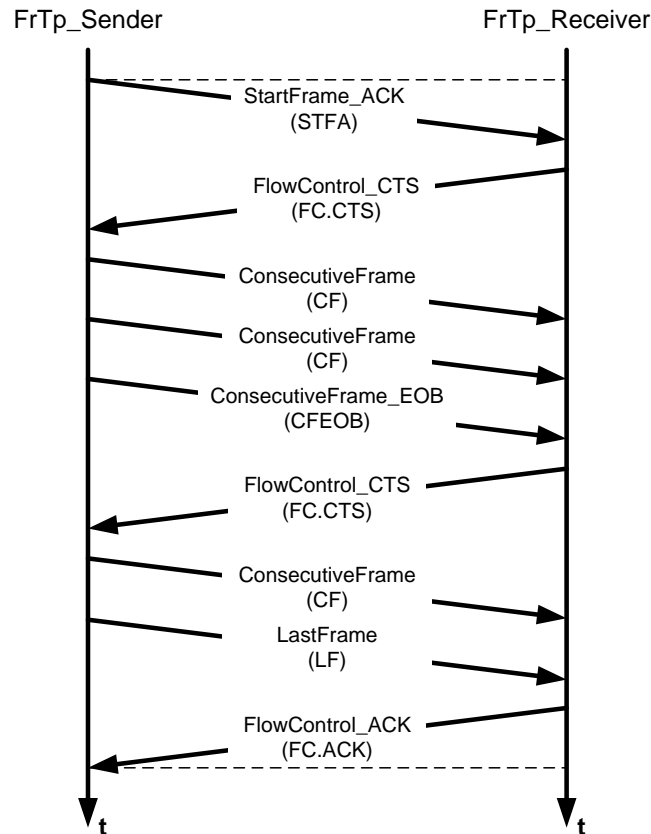 FrTp_Sender
FrTp_Receiver
StartFrame_ACK
(STFA)
FlowControl_CTS
(FC.CTS)
ConsecutiveFrame
(CF)
ConsecutiveFrame
(CF)
ConsecutiveFrame_EOB
(CFEOB)
FlowControl_CTS
(FC.CTS)
ConsecutiveFrame
(CF)
LastFrame
(LF)
FlowControl_ACK
(FC.ACK)
t
t